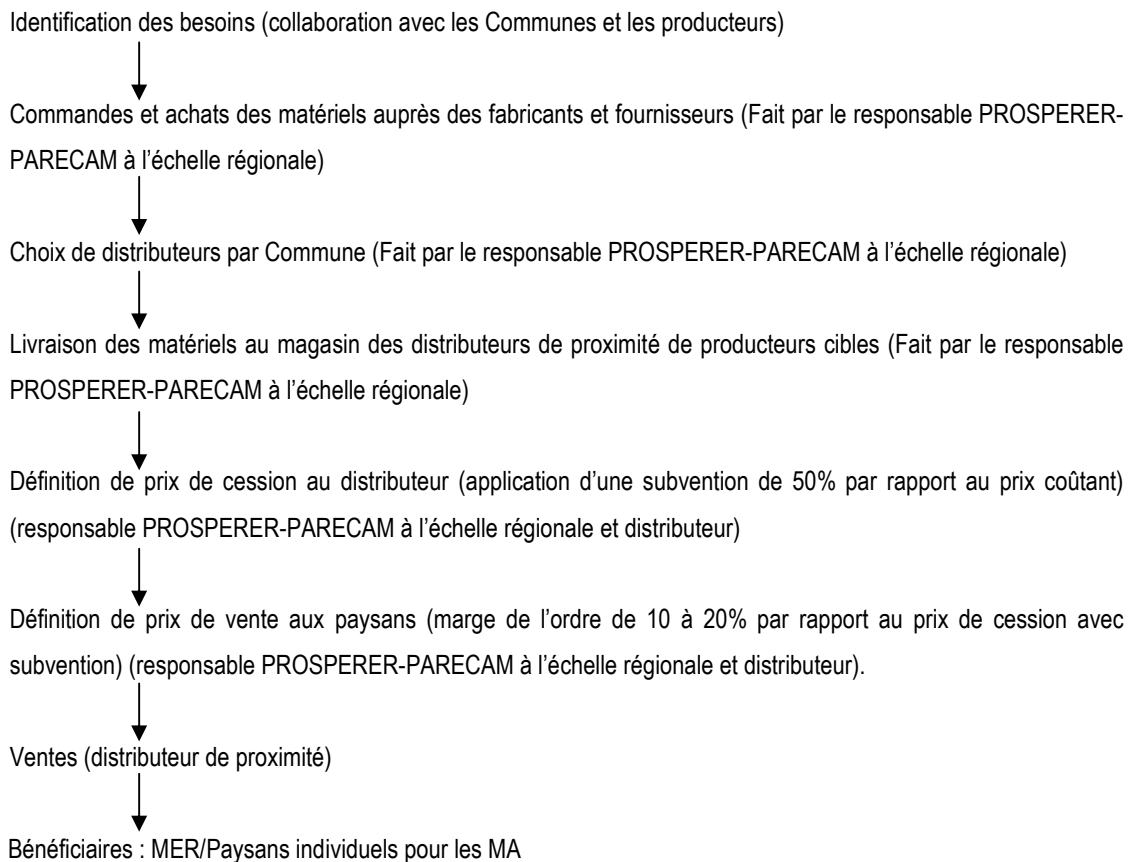 Identification des besoins (collaboration avec les Communes et les producteurs)
Commandes et achats des matériels auprès des fabricants et fournisseurs (Fait par le responsable PROSPERER-
PARECAM à l’échelle régionale)
Choix de distributeurs par Commune (Fait par le responsable PROSPERER-PARECAM à l’échelle régionale)
Livraison des matériels au magasin des distributeurs de proximité de producteurs cibles (Fait par le responsable
PROSPERER-PARECAM à l’échelle régionale)
Définition de prix de cession au distributeur (application d’une subvention de 50% par rapport au prix coûtant)
(responsable PROSPERER-PARECAM à l’échelle régionale et distributeur)
Définition de prix de vente aux paysans (marge de l’ordre de 10 à 20% par rapport au prix de cession avec
subvention) (responsable PROSPERER-PARECAM à l’échelle régionale et distributeur).
Ventes (distributeur de proximité)
Bénéficiaires : MER/Paysans individuels pour les MA